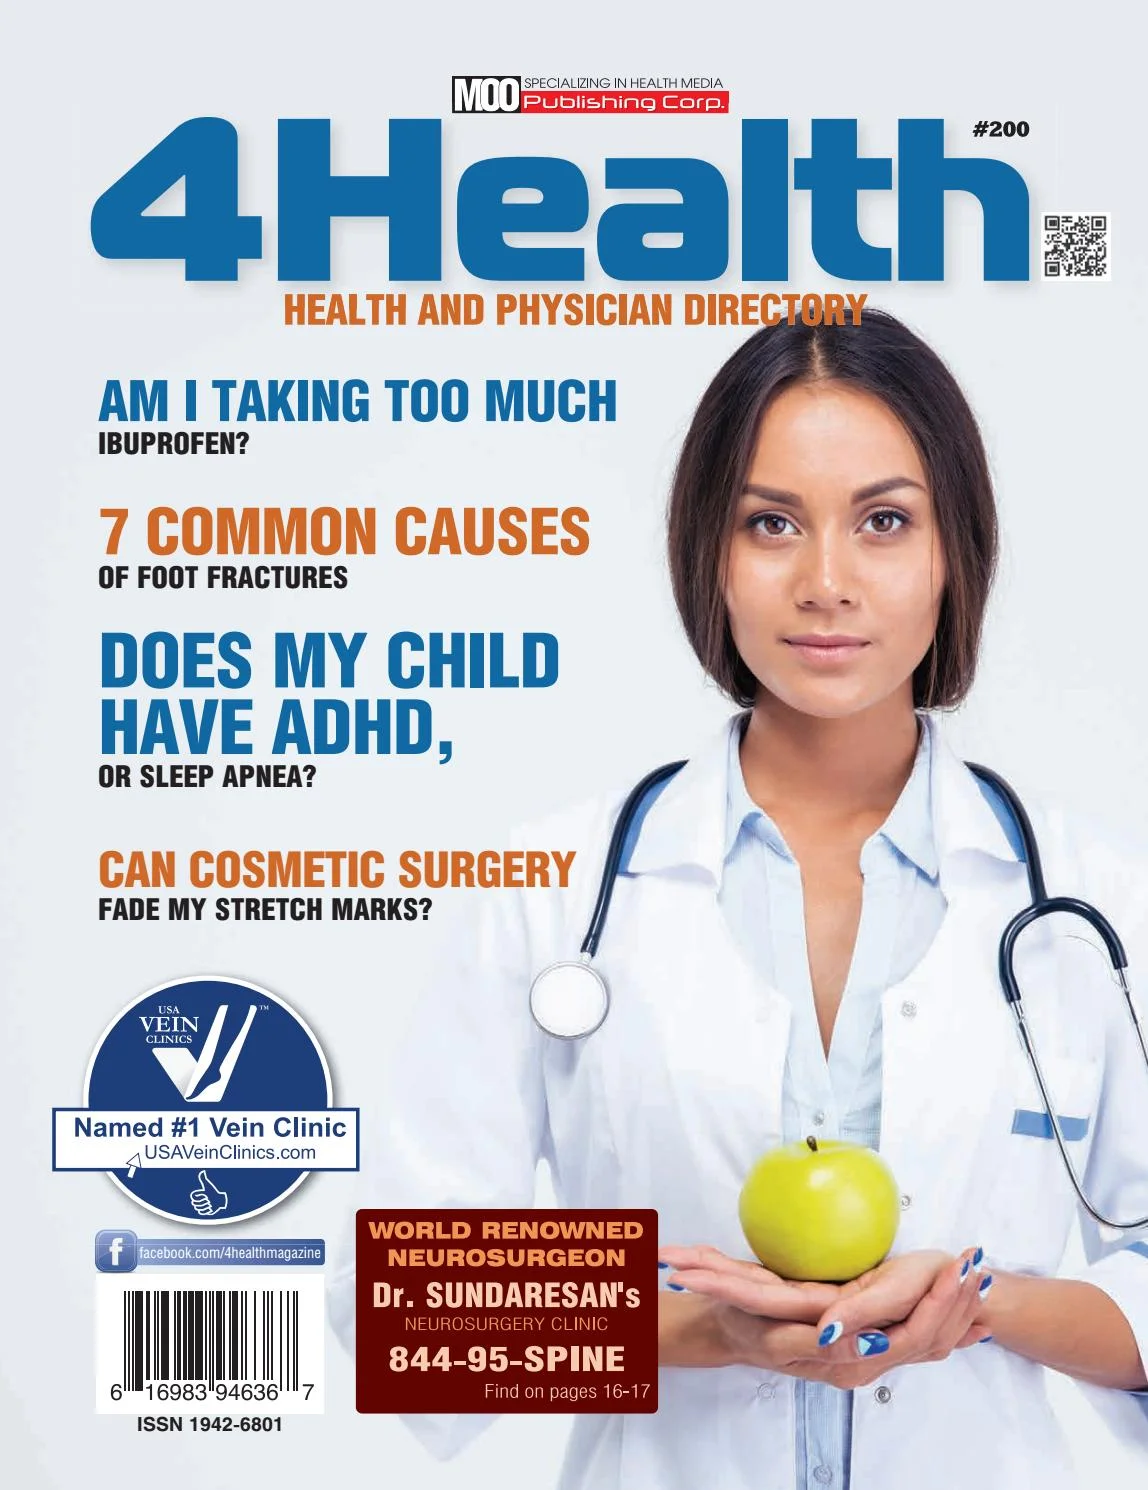 MOO SPECIALIZING IN HEALTH MEDIA
Publishing Corp.
4Health
#200
HEALTH AND PHYSICIAN DIRECTORY
AM I TAKING TOO MUCH
IBUPROFEN?
7 COMMON CAUSES
OF FOOT FRACTURES
DOES MY CHILD
HAVE ADHD,
OR SLEEP APNEA?
CAN COSMETIC SURGERY
FADE MY STRETCH MARKS?
USA
VEIN
CLINICS
™
Named #1 Vein Clinic
USAVeinClinics.com
f facebook.com/4healthmagazine
6 16983 94636 7
ISSN 1942-6801
WORLD RENOWNED
NEUROSURGEON
Dr. SUNDARESAN's
NEUROSURGERY CLINIC
844-95-SPINE
Find on pages 16-17